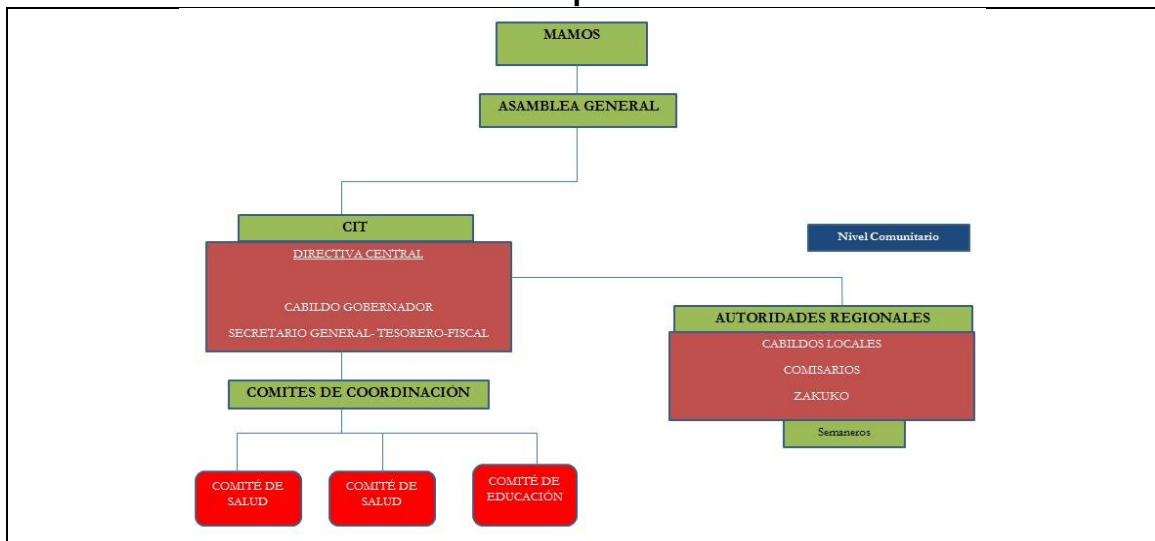 MAMOS
ASAMBLEA GENERAL
CIT
DIRECTIVA CENTRAL
CABILDO GOBERNADOR
SECRETARIO GENERAL- TESORERO-FISCAL
Nivel Comunitario
AUTORIDADES REGIONALES
CABILDOS LOCALES
COMISARIOS
ZAKUKO
Semaneros
COMITES DE COORDINACIÓN
COMITÉ DE
SALUD
COMITÉ DE
SALUD
COMITÉ DE
EDUCACIÓN